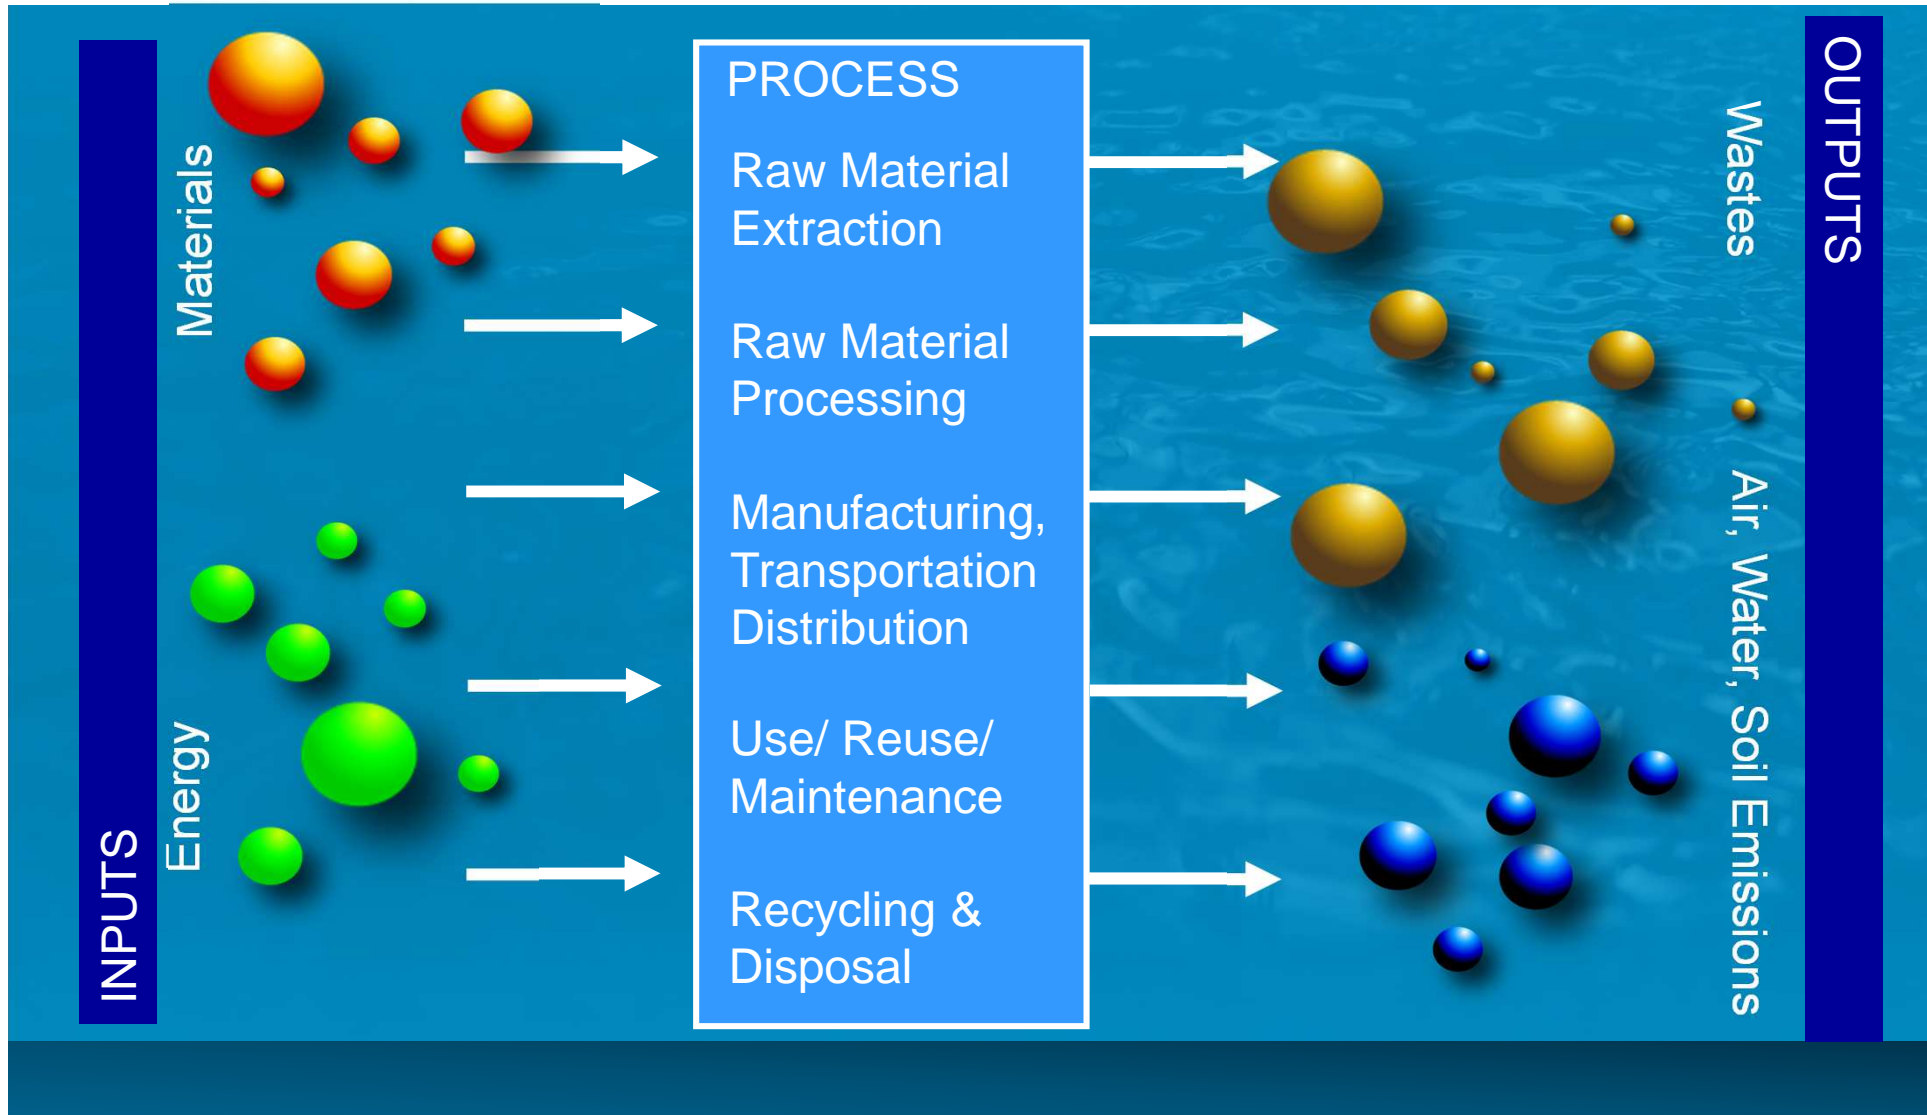 INPUTS
Materials
Energy
PROCESS
Raw Material
Extraction
Raw Material
Processing
Manufacturing,
Transportation
Distribution
Use/ Reuse/
Maintenance
Recycling &
Disposal
Wastes
Air, Water, Soil Emissions
OUTPUTS